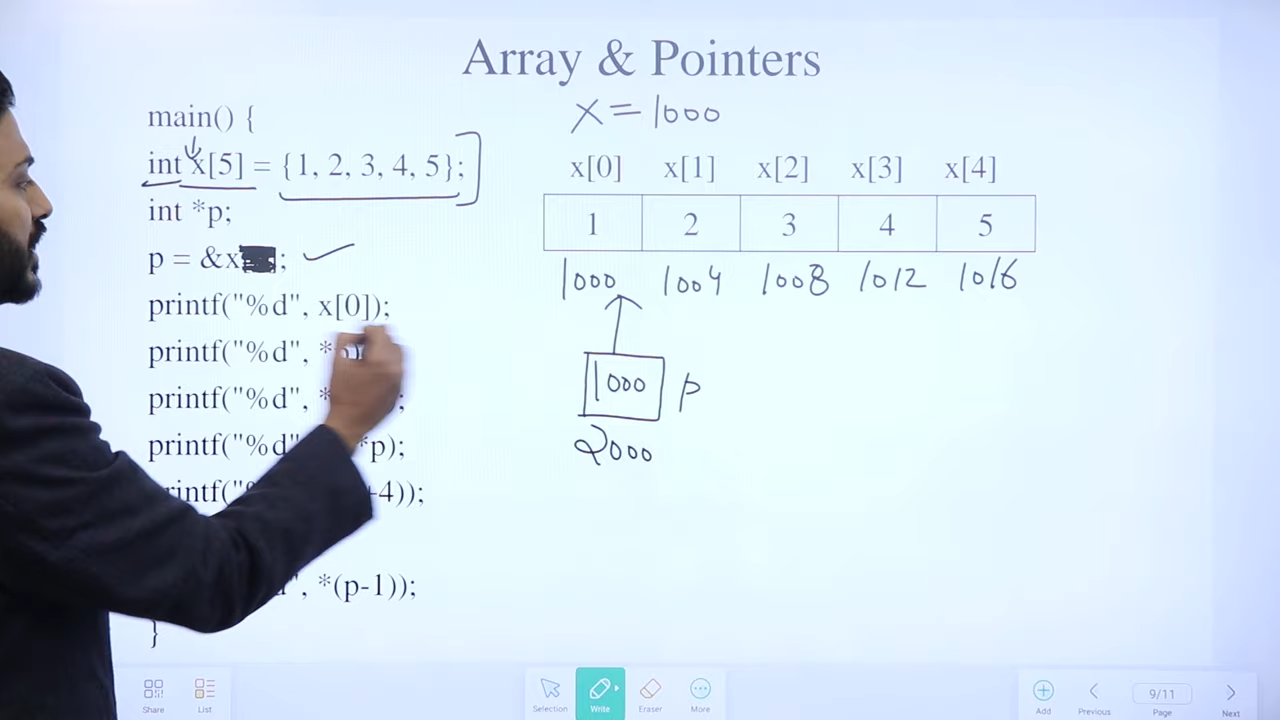 Array & Pointers
main() {
int x[5] = {1, 2, 3, 4, 5};
int *p;
p = &x ;
printf("%d", x[0]);
printf("%d", *
printf("%d", * ;
printf("%d" *p);
printf(" +4));
", *(p-1));
}
X = 1000
x[0] x[1] x[2] x[3] x[4]
1 2 3 4 5
1000 1004 1008 1012 1016
1000 p
2000
Share
List
Selection
Write
Eraser
More
Add
Previous
9/11
Page
Next